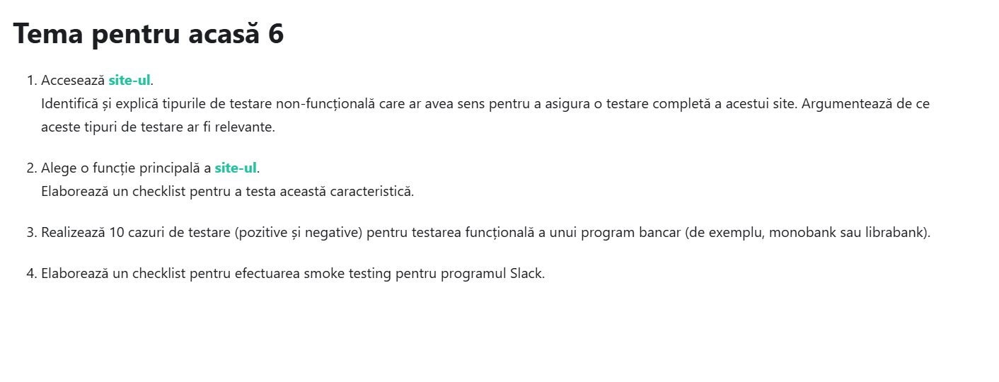 Tema pentru acasă 6
1. Accesează site-ul.
Identifică și explică tipurile de testare non-funcțională care ar avea sens pentru a asigura o testare completă a acestui site. Argumentează de ce
aceste tipuri de testare ar fi relevante.
2. Alege o funcție principală a site-ul.
Elaborează un checklist pentru a testa această caracteristică.
3. Realizează 10 cazuri de testare (pozitive și negative) pentru testarea funcțională a unui program bancar (de exemplu, monobank sau librabank).
4. Elaborează un checklist pentru efectuarea smoke testing pentru programul Slack.